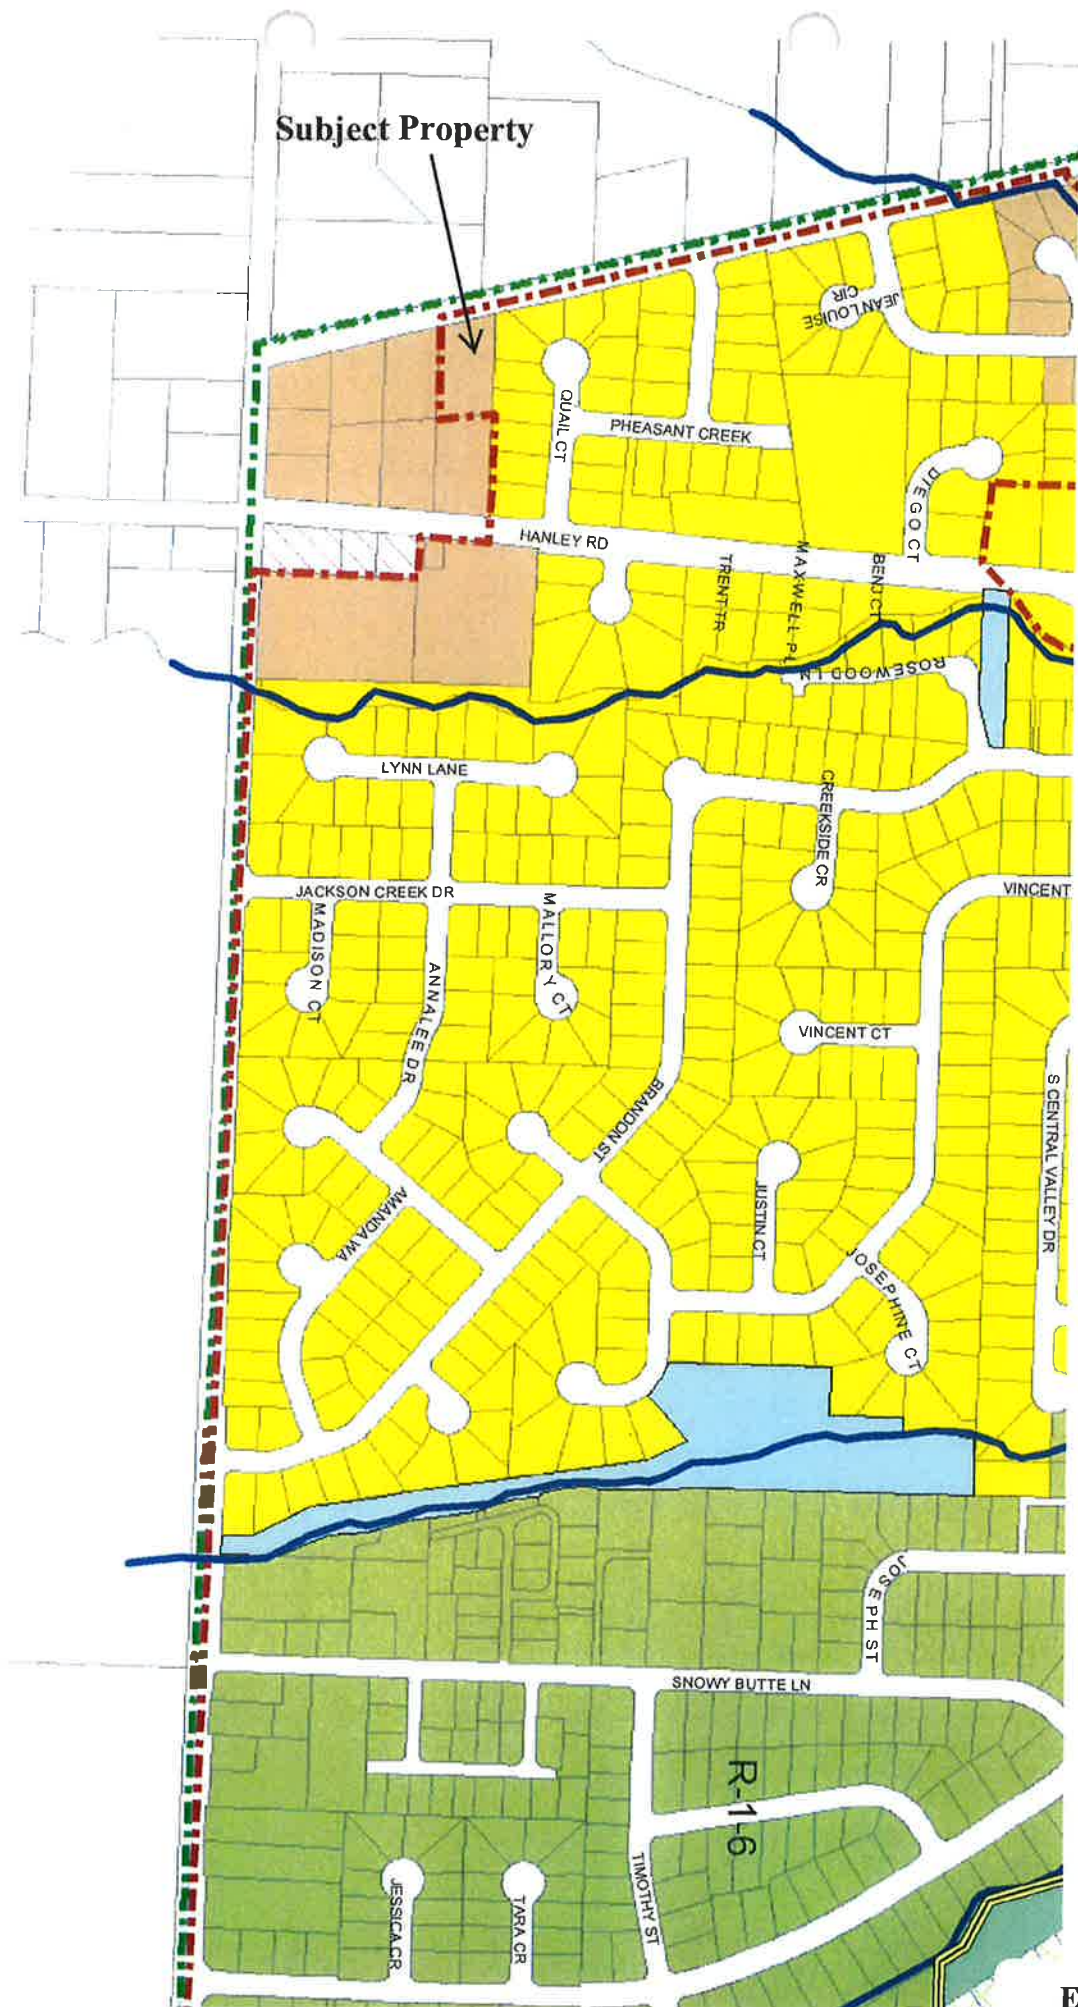 Subject Property
JEAN LOUISE
CIR
QUAIL CT
PHEASANT CREEK
DIEGO CT
HANLEY RD
TRENT TR
MAXWELL PL
BENJ CT
ROSEWOOD LN
LYNN LANE
CREEKSIDE CR
JACKSON CREEK DR
VINCENT
MADISON CT
MALLORY CT
ANNALEE DR
VINCENT CT
BRANDON ST
S CENTRAL VALLEY DR
JUSTIN CT
AMANDA WA
JOSEPHINE CT
JOSEPH ST
SNOWY BUTTE LN
R-1-6
TIMOTHY ST
JESSICA CR
TARA CR
E